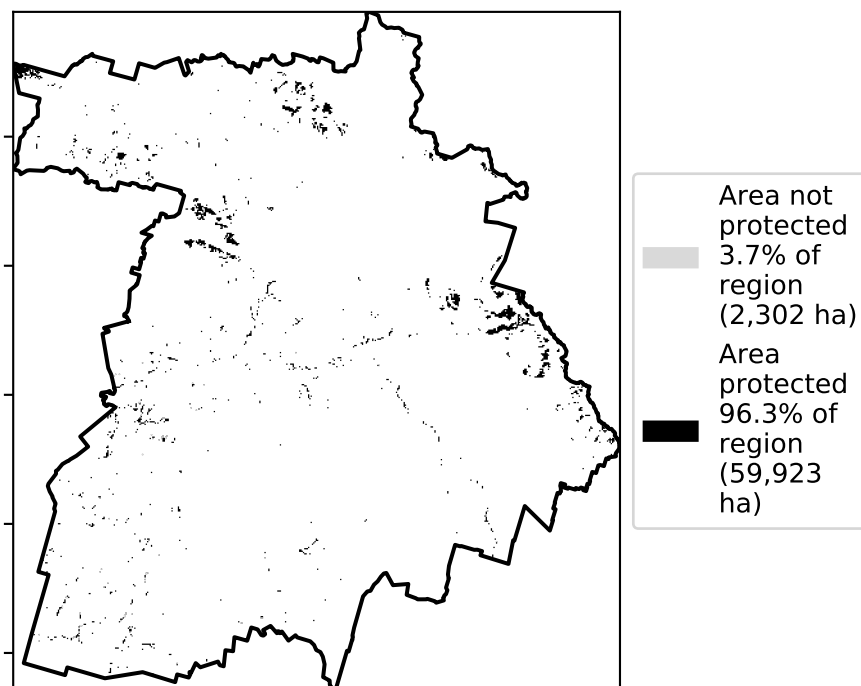 Area not
protected
3.7% of
region
(2,302 ha)
Area
protected
96.3% of
region
(59,923
ha)